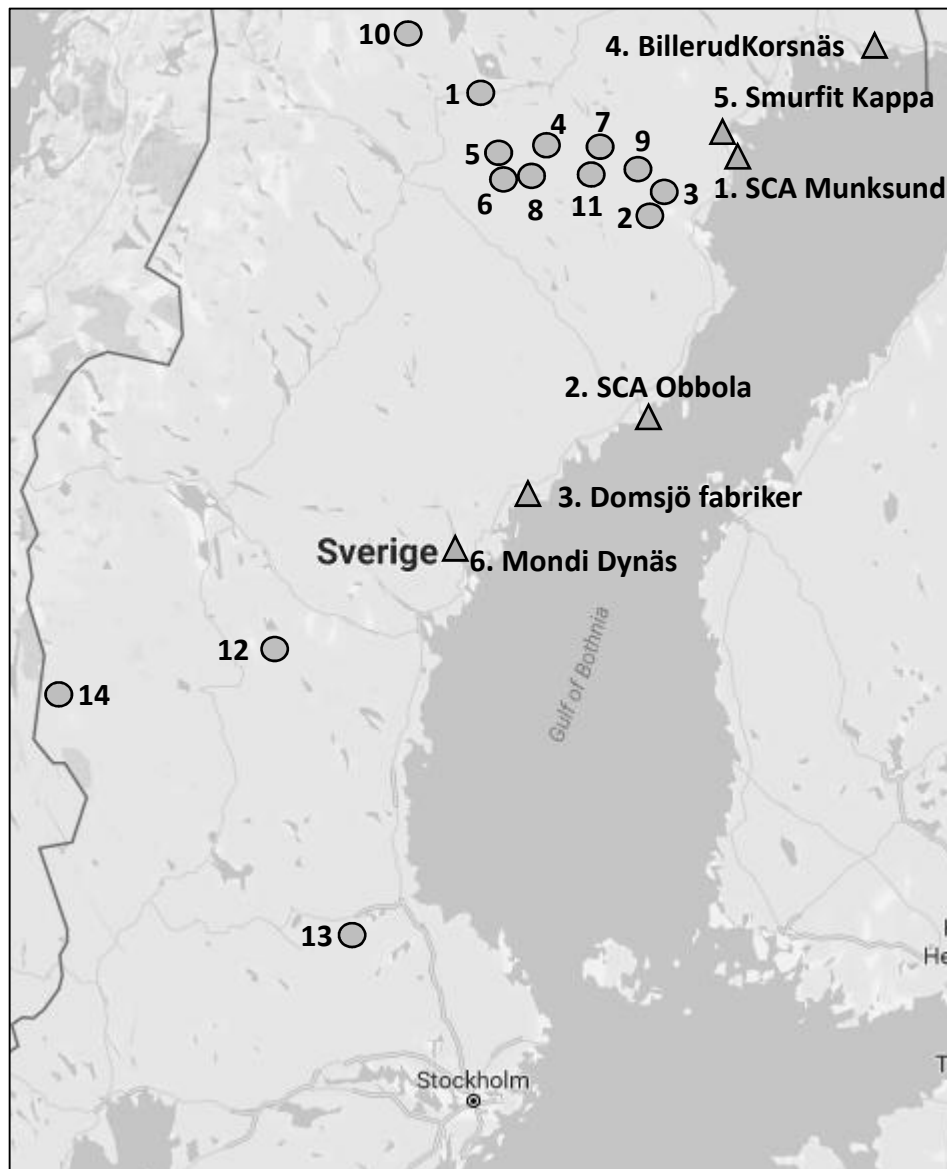 10
4. BillerudKorsnäs
1
5. Smurfit Kappa
4
7
9
5
6
8
11
3
2
1. SCA Munksund
2. SCA Obbola
3. Domsjö fabriker
Sverige
6. Mondi Dynäs
Gulf of Bothnia
12
14
13
He
Stockholm
T